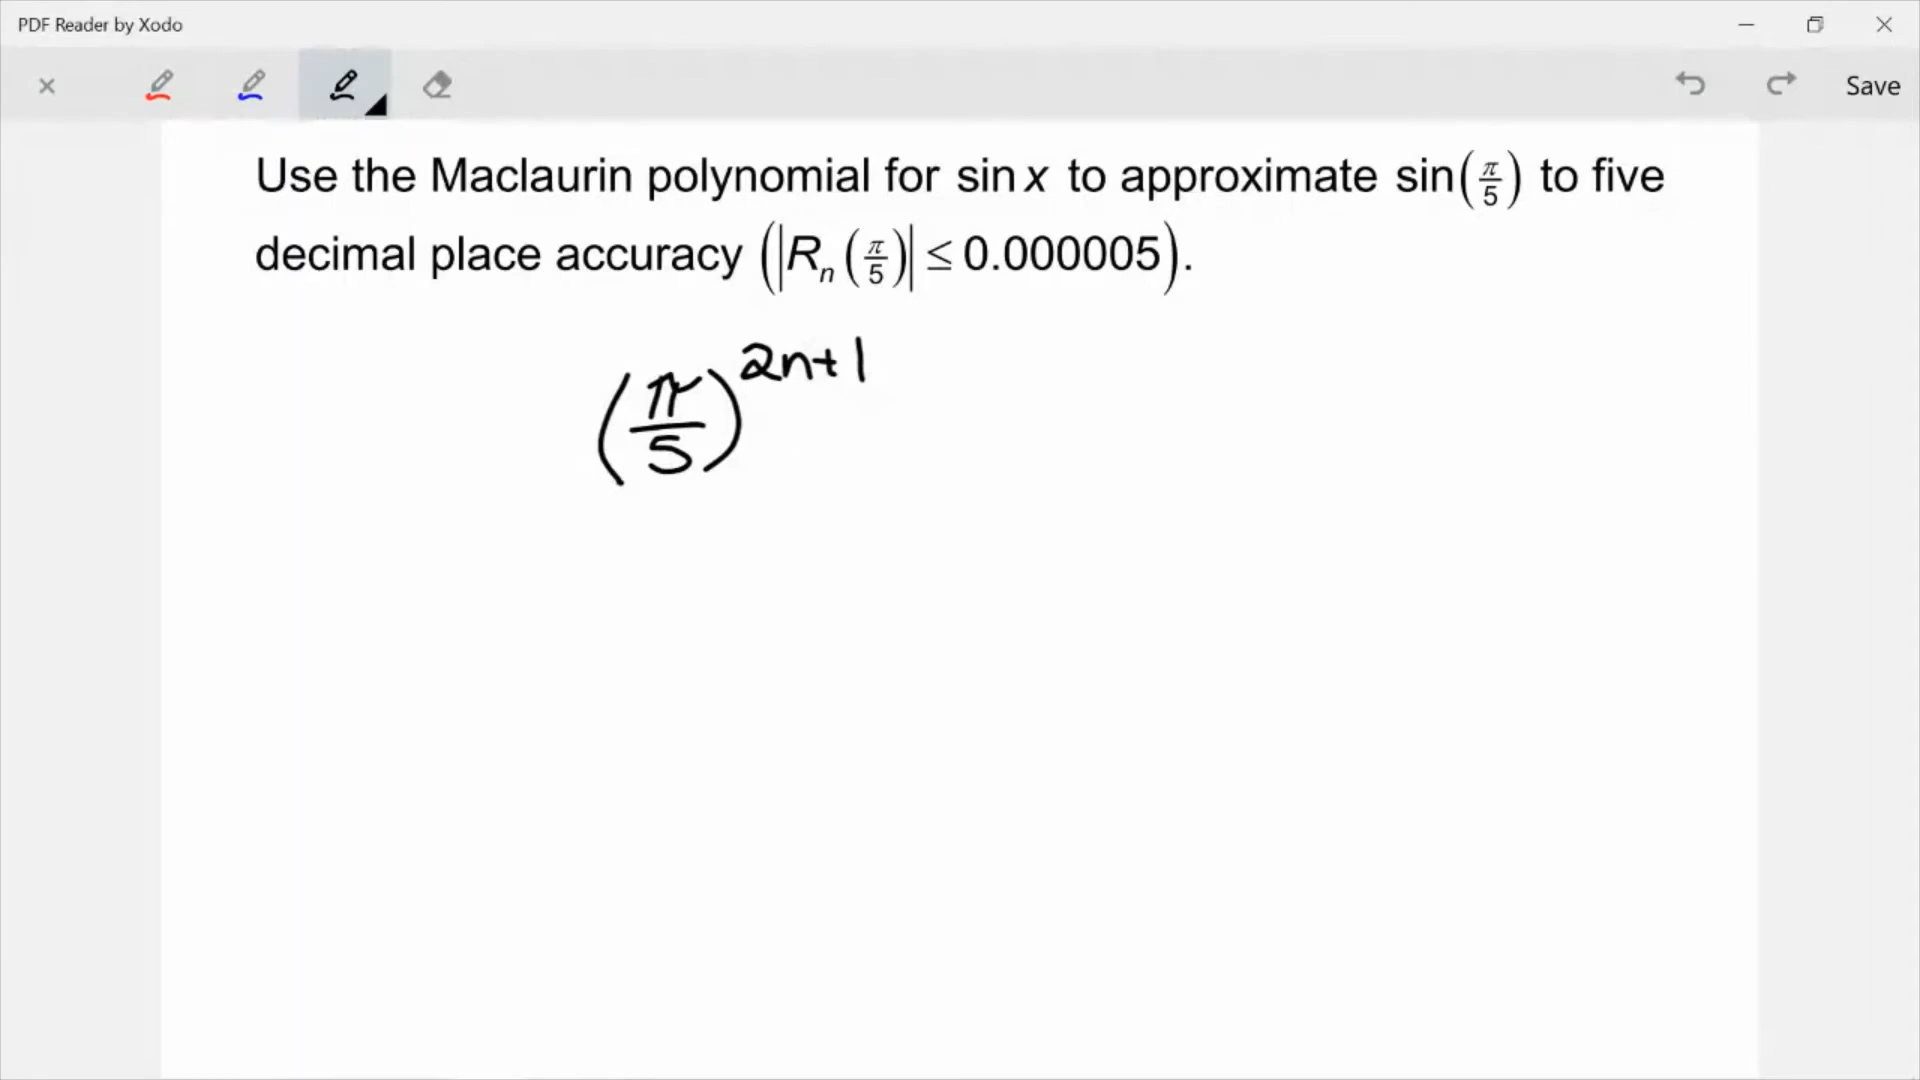 PDF Reader by Xodo
Save
Use the Maclaurin polynomial for sin x to approximate sin(π/5) to five
decimal place accuracy (|Rₙ(π/5)| ≤ 0.000005).
(π/5)^{2n+1}